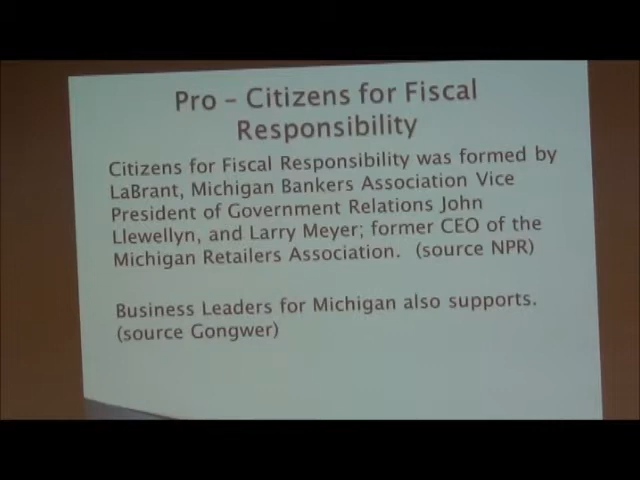 Pro – Citizens for Fiscal
Responsibility
Citizens for Fiscal Responsibility was formed by
LaBrant, Michigan Bankers Association Vice
President of Government Relations John
Llewellyn, and Larry Meyer; former CEO of the
Michigan Retailers Association. (source NPR)
Business Leaders for Michigan also supports.
(source Gongwer)